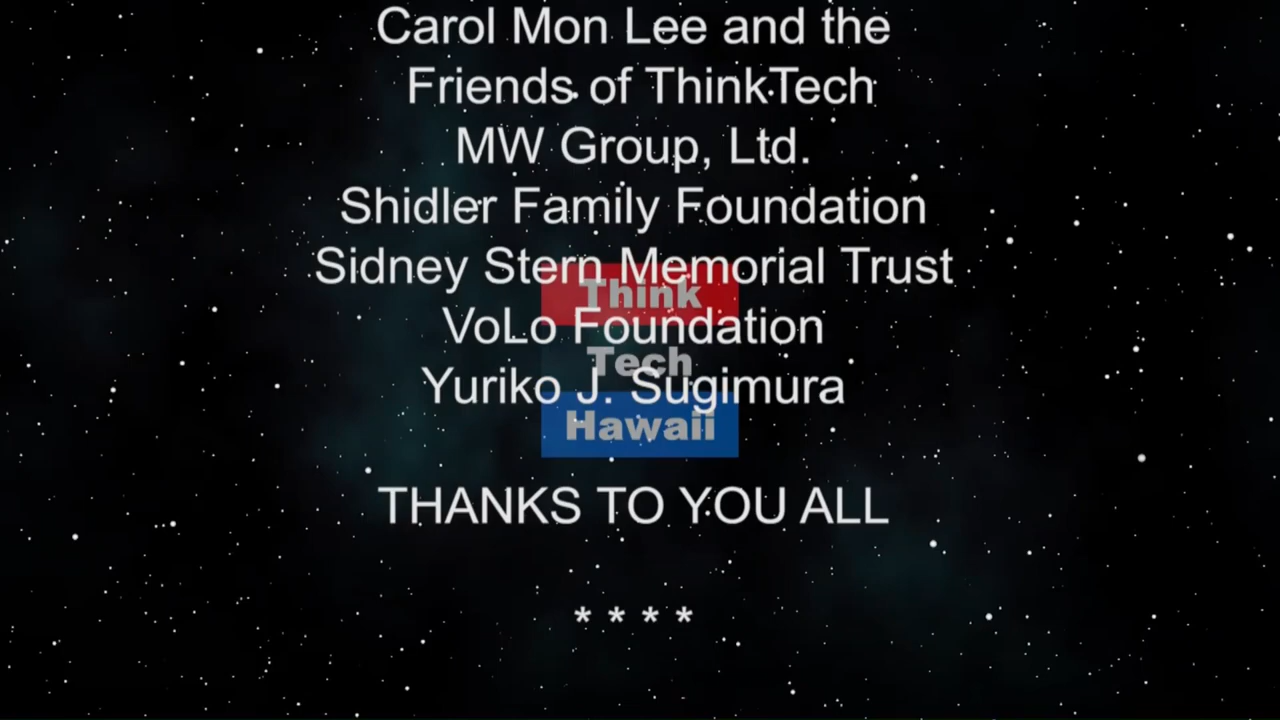 Carol Mon Lee and the
Friends of ThinkTech
MW Group, Ltd.
Shidler Family Foundation
Sidney Stern Memorial Trust
Think
VoLo Foundation
Tech
Yuriko J. Sugimura
Hawaii
THANKS TO YOU ALL
* * * *